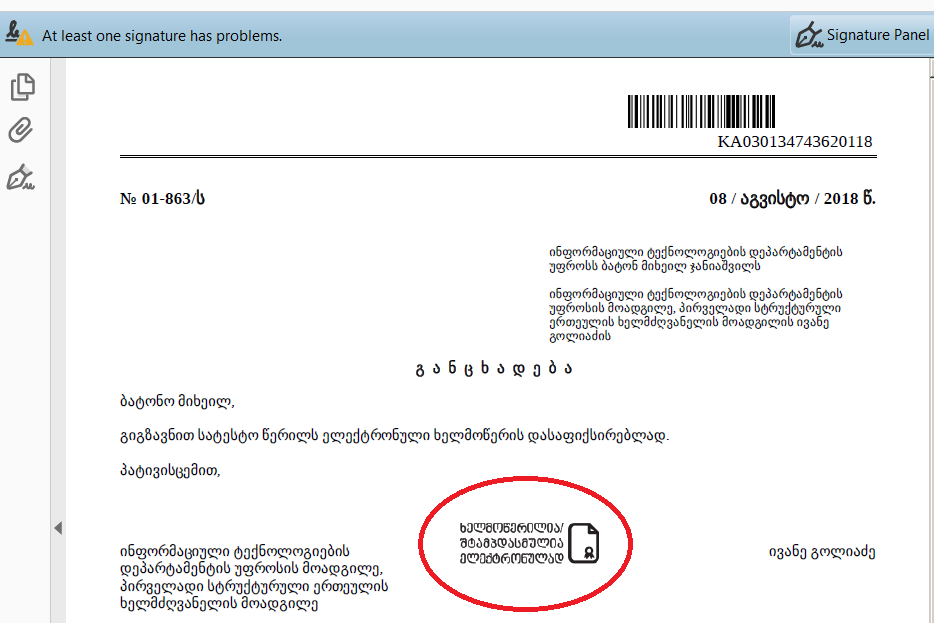 At least one signature has problems.
Signature Panel
KA030134743620118
№ 01-863/ს
08 / აგვისტო / 2018 წ.
ინფორმაციული ტექნოლოგიების დეპარტამენტის
უფროსს ბატონ მიხეილ ჯანიაშვილს
ინფორმაციული ტექნოლოგიების დეპარტამენტის
უფროსის მოადგილე, პირველადი სტრუქტურული
ერთეულის ხელმძღვანელის მოადგილის ივანე
გოლიაძის
გ ა ნ ც ხ ა დ ე ბ ა
ბატონო მიხეილ,
გიგზავნით სატესტო წერილს ელექტრონული ხელმოწერის დასაფიქსირებლად.
პატივისცემით,
ხელმოწერილია/
შტამპდასმულია
ელექტრონულად
ინფორმაციული ტექნოლოგიების
დეპარტამენტის უფროსის მოადგილე,
პირველადი სტრუქტურული ერთეულის
ხელმძღვანელის მოადგილე
ივანე გოლიაძე